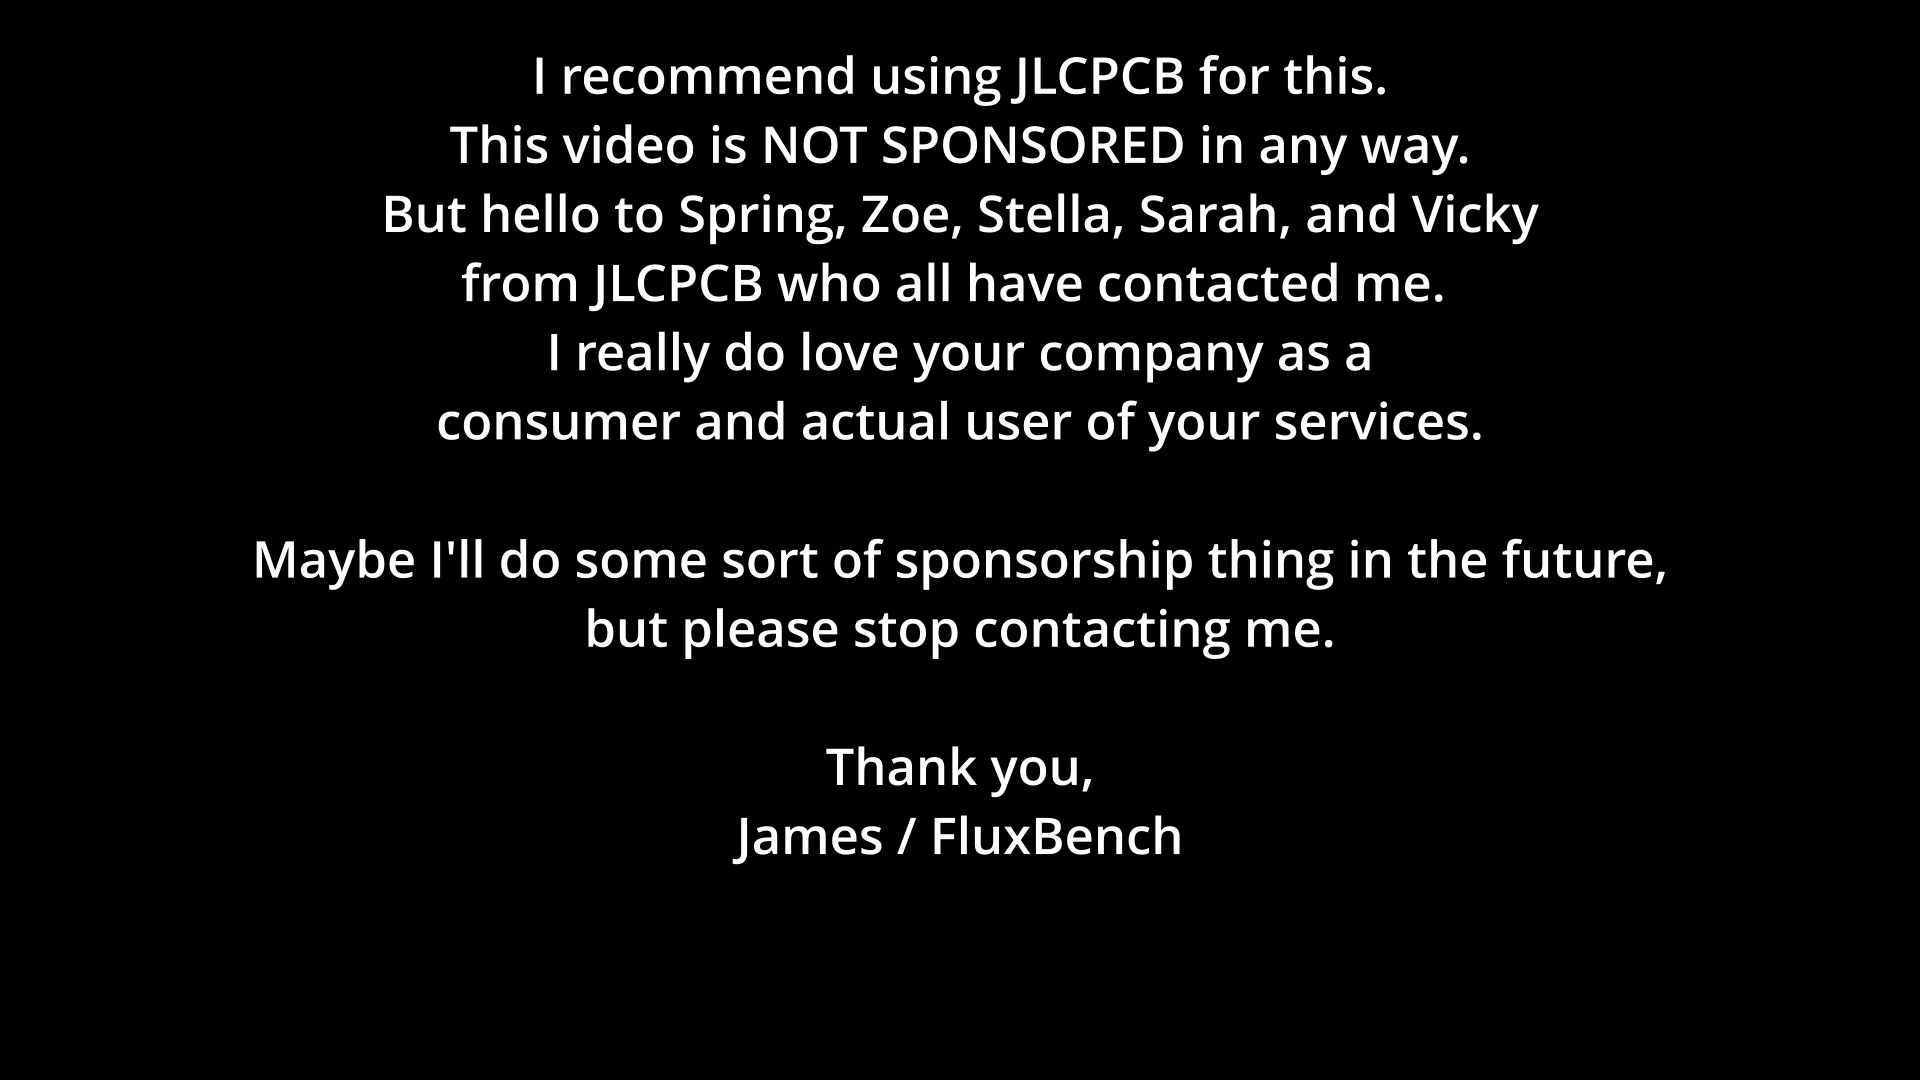 I recommend using JLCPCB for this.
This video is NOT SPONSORED in any way.
But hello to Spring, Zoe, Stella, Sarah, and Vicky
from JLCPCB who all have contacted me.
I really do love your company as a
consumer and actual user of your services.
Maybe I'll do some sort of sponsorship thing in the future,
but please stop contacting me.
Thank you,
James / FluxBench